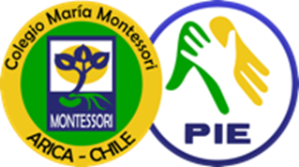 Colegio María Montessori
MONTESSORI
ARICA - CHILE
PIE